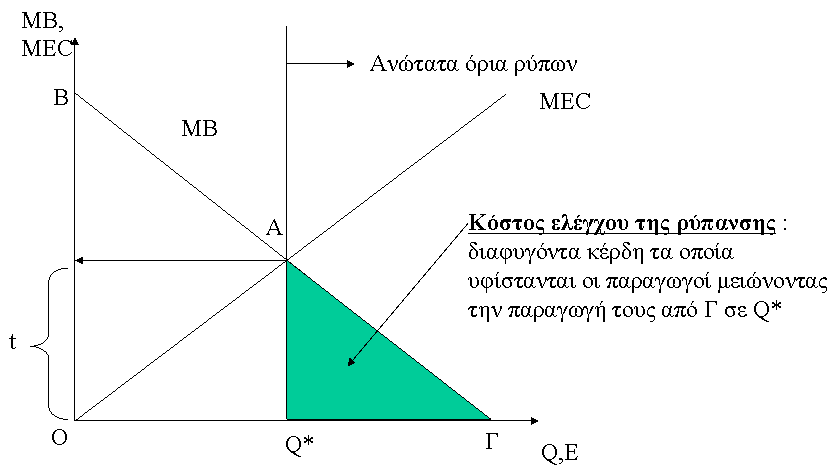 MB,
MEC
Ανώτατα όρια ρύπων
B
MB
MEC
A
Κόστος ελέγχου της ρύπανσης :
διαφυγόντα κέρδη τα οποία
υφίστανται οι παραγωγοί μειώνοντας
την παραγωγή τους από Γ σε Q*
t
O
Q*
Γ
Q,E